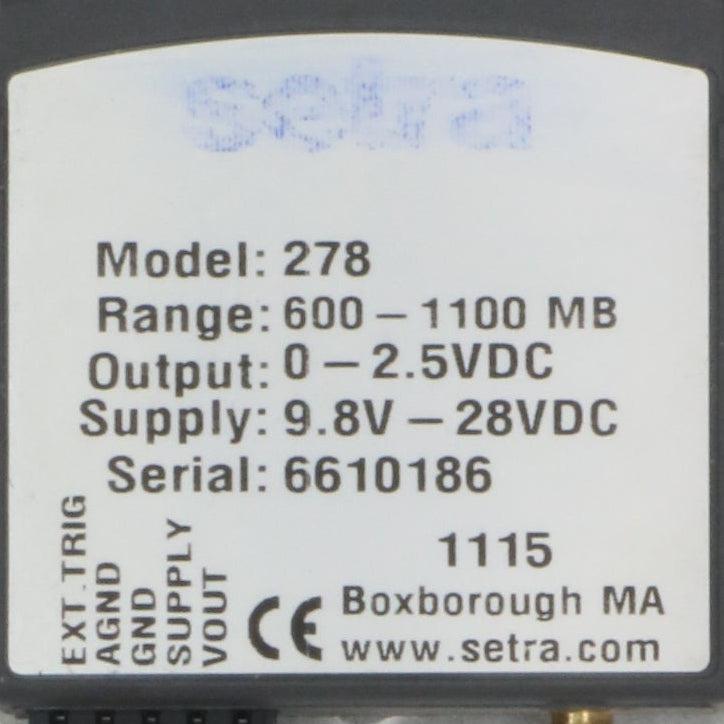 setra
Model: 278
Range: 600 – 1100 MB
Output: 0 – 2.5VDC
Supply: 9.8V – 28VDC
Serial: 6610186
EXT.TRIG
AGND
GND
SUPPLY
VOUT
CE
1115
Boxborough MA
www.setra.com